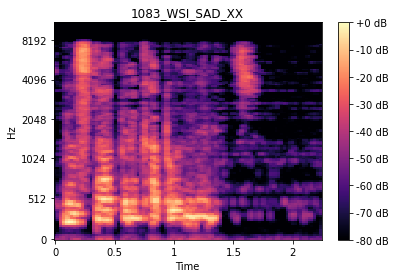 1083_WSI_SAD_XX
+0 dB
8192
-10 dB
4096
-20 dB
-30 dB
2048
Hz
-40 dB
1024
-50 dB
512
-60 dB
-70 dB
0
-80 dB
0
0.5
1
1.5
2
Time